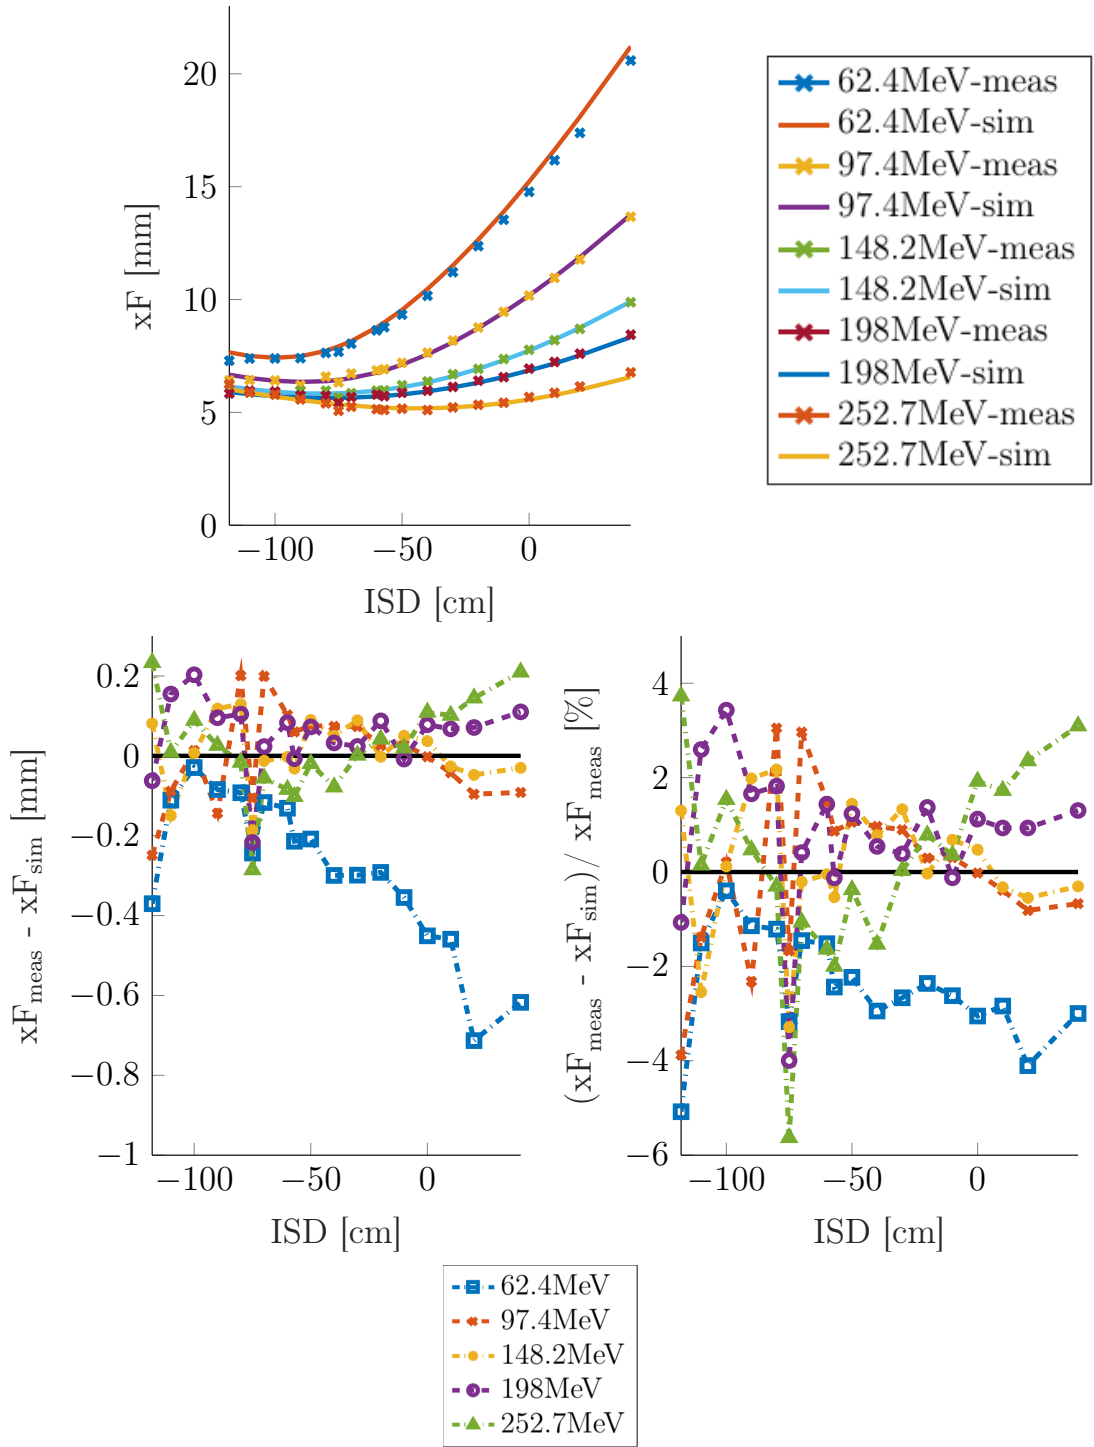 20
15
10
5
0
xF [mm]
−100
−50
0
ISD [cm]
62.4MeV-meas
62.4MeV-sim
97.4MeV-meas
97.4MeV-sim
148.2MeV-meas
148.2MeV-sim
198MeV-meas
198MeV-sim
252.7MeV-meas
252.7MeV-sim
0.2
0
−0.2
−0.4
−0.6
−0.8
−1
xFmeas - xFsim [mm]
−100
−50
0
ISD [cm]
4
2
0
−2
−4
−6
(xFmeas - xFsim)/ xFmeas [%]
−100
−50
0
ISD [cm]
62.4MeV
97.4MeV
148.2MeV
198MeV
252.7MeV